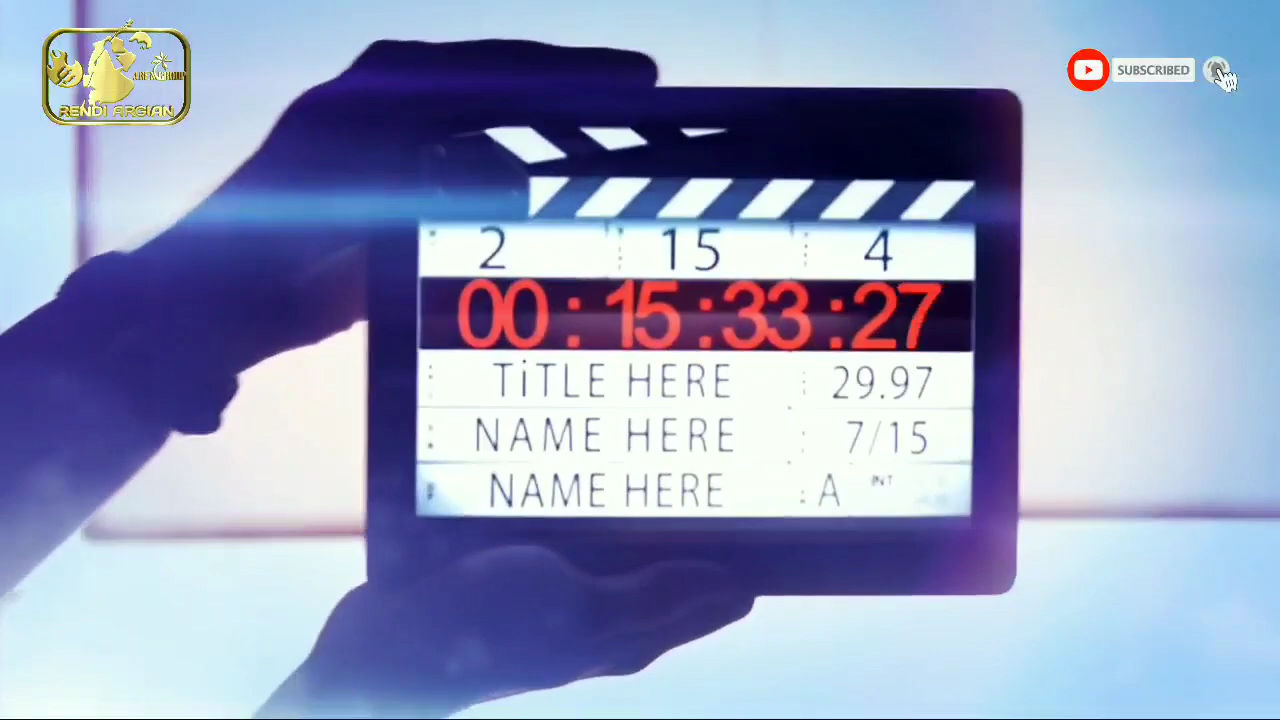 RENDI ARGIAN
SUBSCRIBED
2 15 4
00:15:33:27
TiTLE HERE 29.97
NAME HERE 7/15
NAME HERE A INT